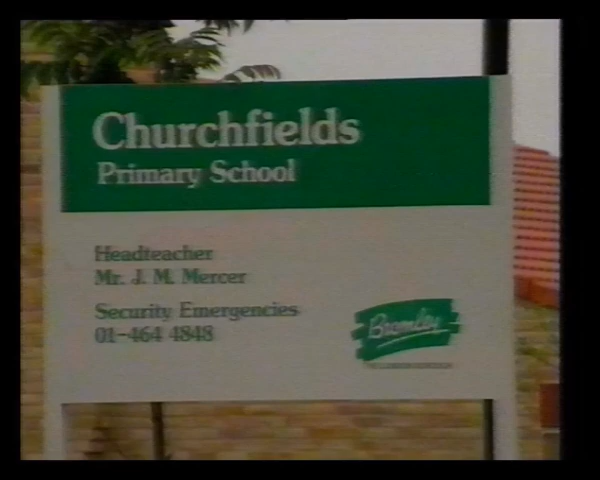 Churchfields
Primary School
Headteacher
Mr. J. M. Mercer
Security Emergencies
01-464 4848
Bromley